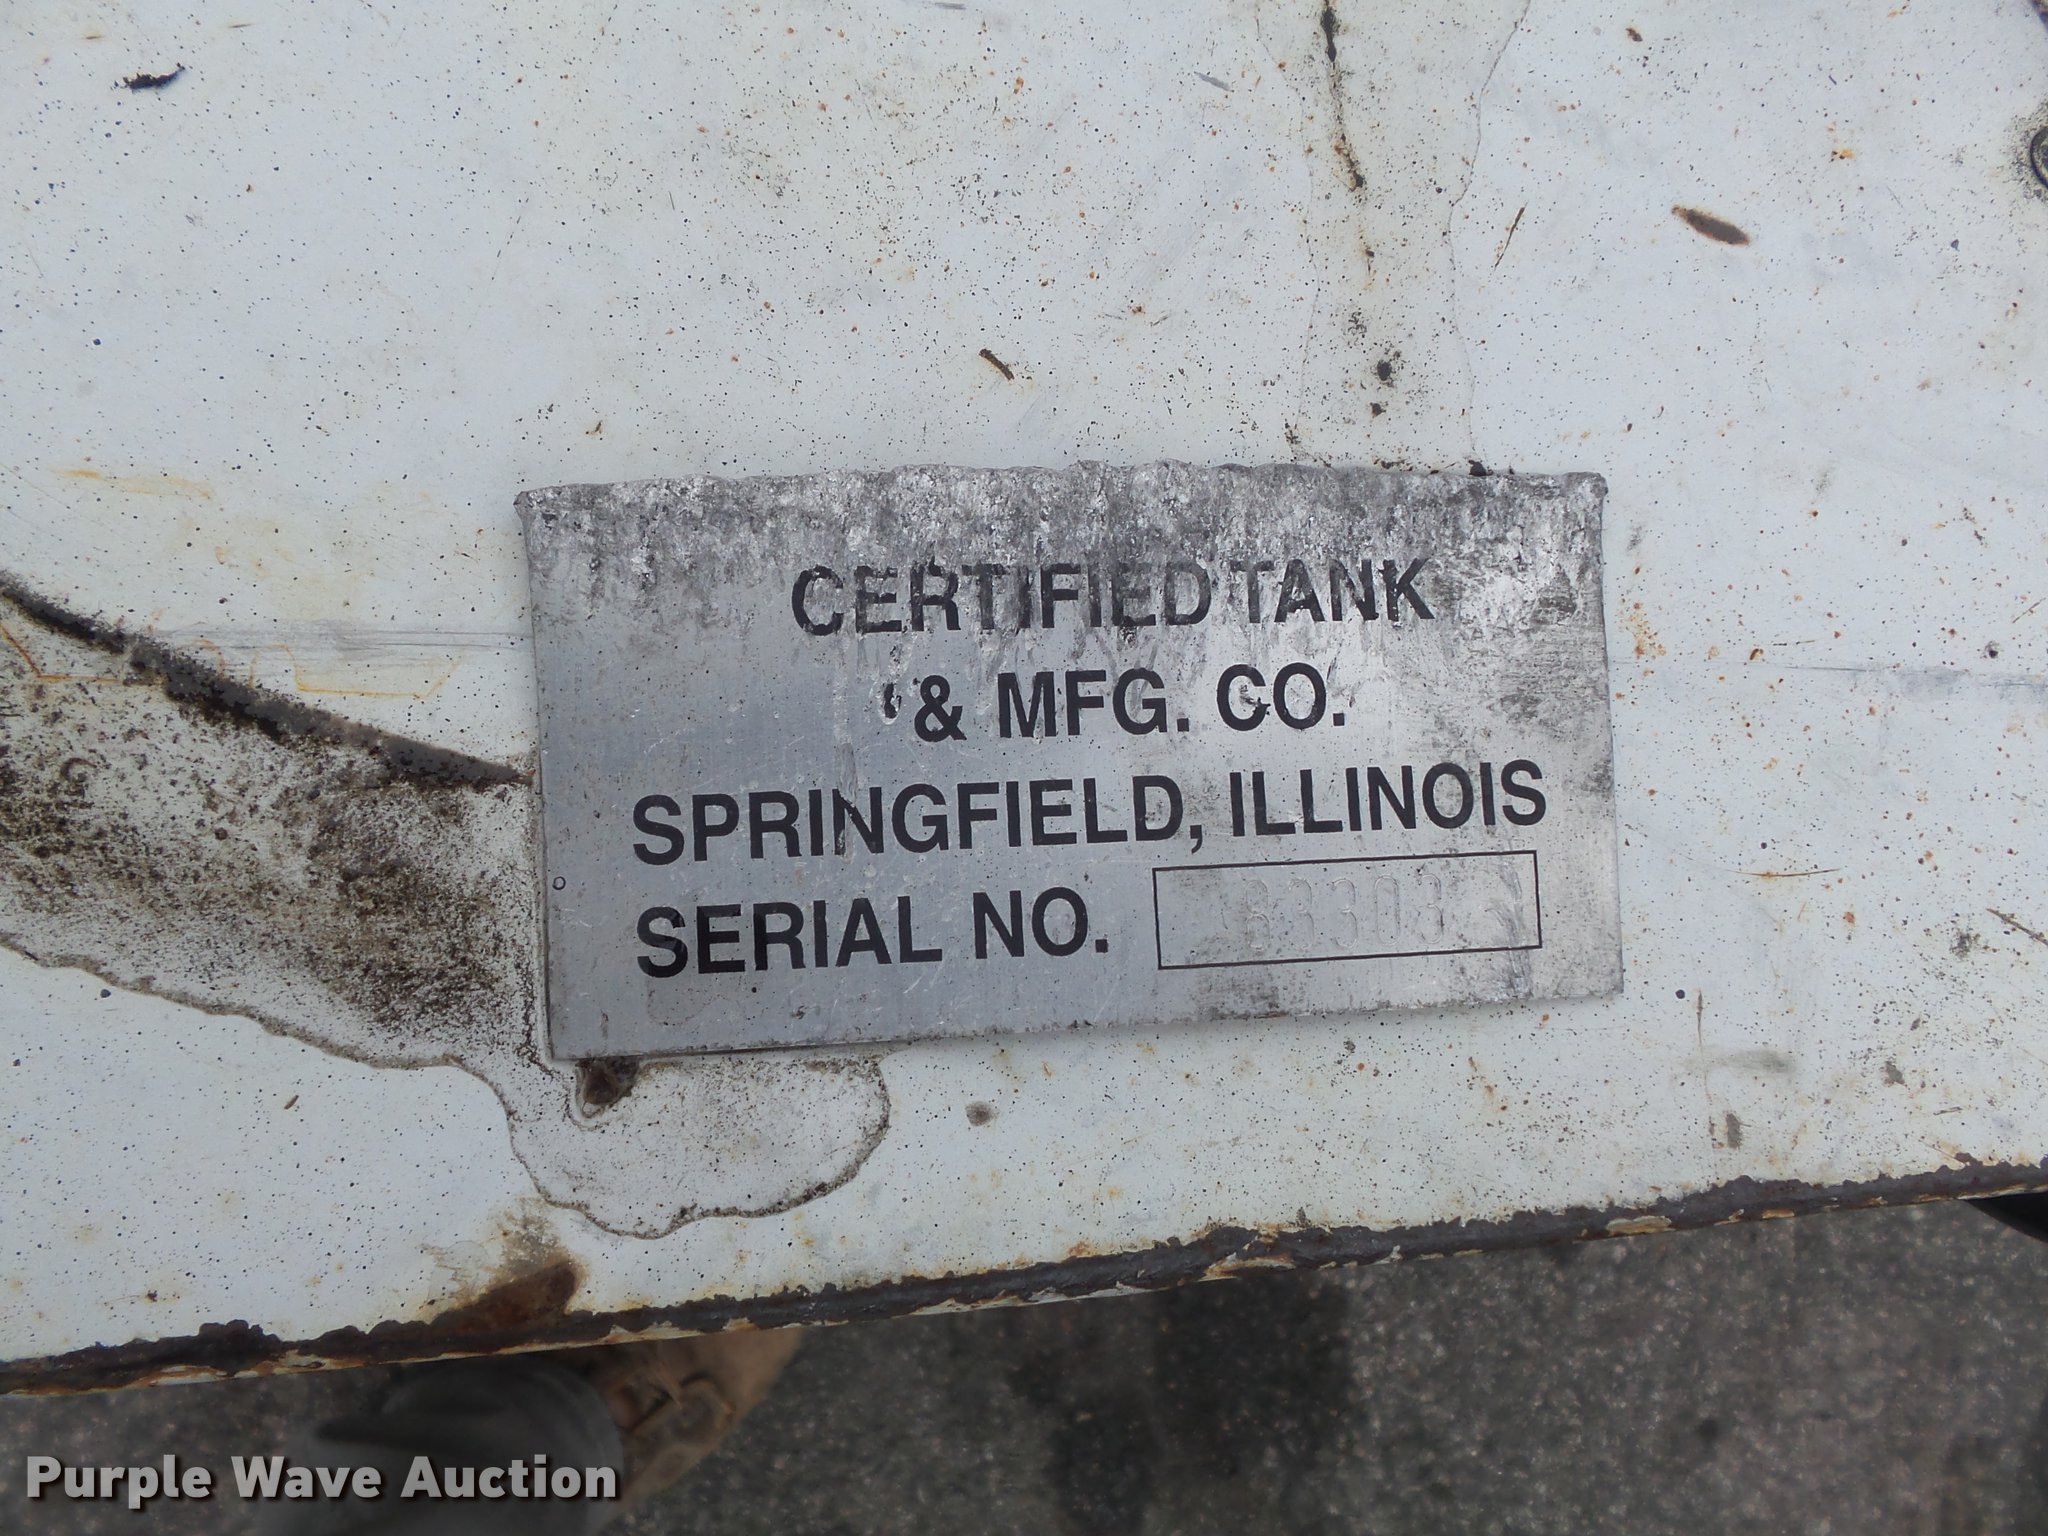 CERTIFIED TANK
& MFG. CO.
SPRINGFIELD, ILLINOIS
SERIAL NO.
Purple Wave Auction